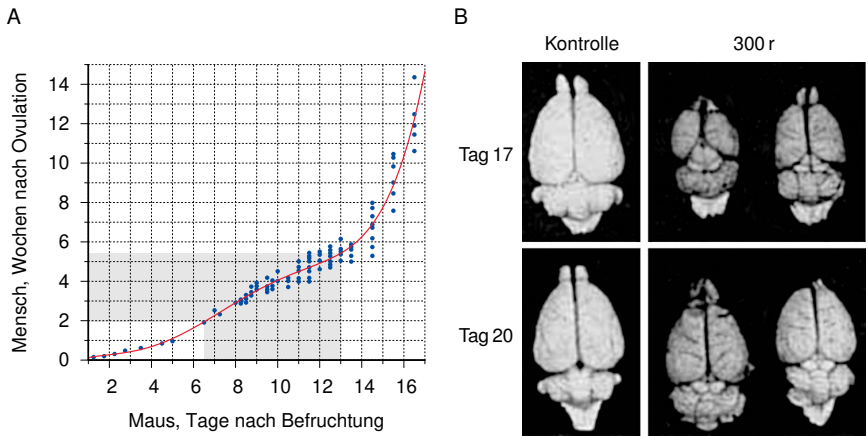 A
Mensch, Wochen nach Ovulation
14
12
10
8
6
4
2
0
2 4 6 8 10 12 14 16
Maus, Tage nach Befruchtung
B
Kontrolle 300 r
Tag 17
Tag 20